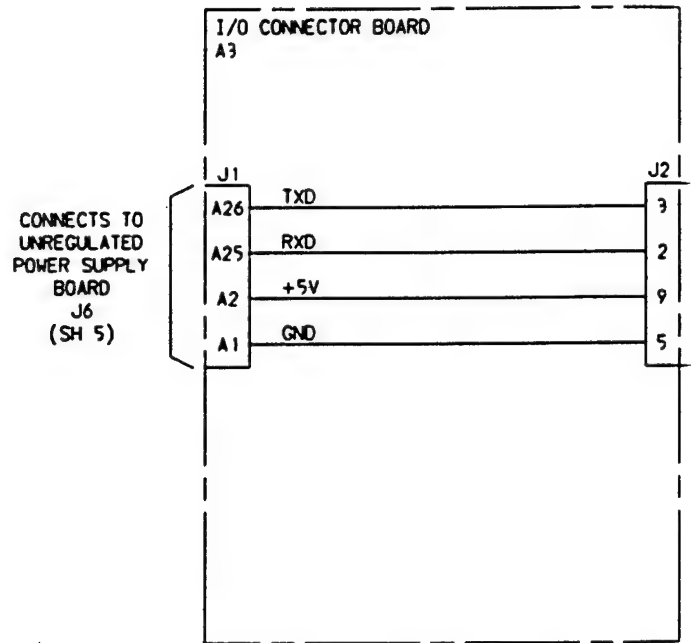 I/O CONNECTOR BOARD
A3
J1
J2
CONNECTS TO
UNREGULATED
POWER SUPPLY
BOARD
J6
(SH 5)
A26 TXD 3
A25 RXD 2
A2 +5V 9
A1 GND 5